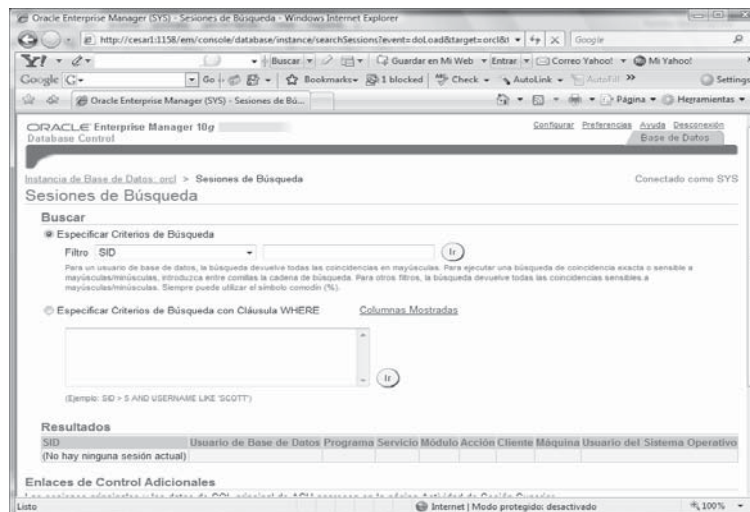 Oracle Enterprise Manager (SYS) - Sesiones de Búsqueda - Windows Internet Explorer
http://cesar1:1158/em/console/database/instance/searchSessions?event=doLoad&target=orcl&t
Google
Y!
Buscar
Guardar en Mi Web
Entrar
Correo Yahoo!
Mi Yahoo!
Google
Go
Bookmarks
1 blocked
Check
AutoLink
AutoFill
Settings
Oracle Enterprise Manager (SYS) - Sesiones de Bú...
Página
Herramientas
ORACLE Enterprise Manager 10g
Database Control
Configurar Preferencias Ayuda Desconexión
Base de Datos
Instancia de Base de Datos: orcl > Sesiones de Búsqueda
Conectado como SYS
Sesiones de Búsqueda
Buscar
Especificar Criterios de Búsqueda
Filtro SID
Ir
Para un usuario de base de datos, la búsqueda devuelve todas las coincidencias en mayúsculas. Para ejecutar una búsqueda de coincidencia exacta o sensible a
mayúsculas/minúsculas, introduzca entre comillas la cadena de búsqueda. Para otros filtros, la búsqueda devuelve todas las coincidencias sensibles a
mayúsculas/minúsculas. Siempre puede utilizar el símbolo comodín (%).
Especificar Criterios de Búsqueda con Cláusula WHERE
Columnas Mostradas
Ir
(Ejemplo: SID > 5 AND USERNAME LIKE 'SCOTT')
Resultados
SID Usuario de Base de Datos Programa Servicio Módulo Acción Cliente Máquina Usuario del Sistema Operativo
(No hay ninguna sesión actual)
Enlaces de Control Adicionales
Listo
Internet | Modo protegido: desactivado
100%